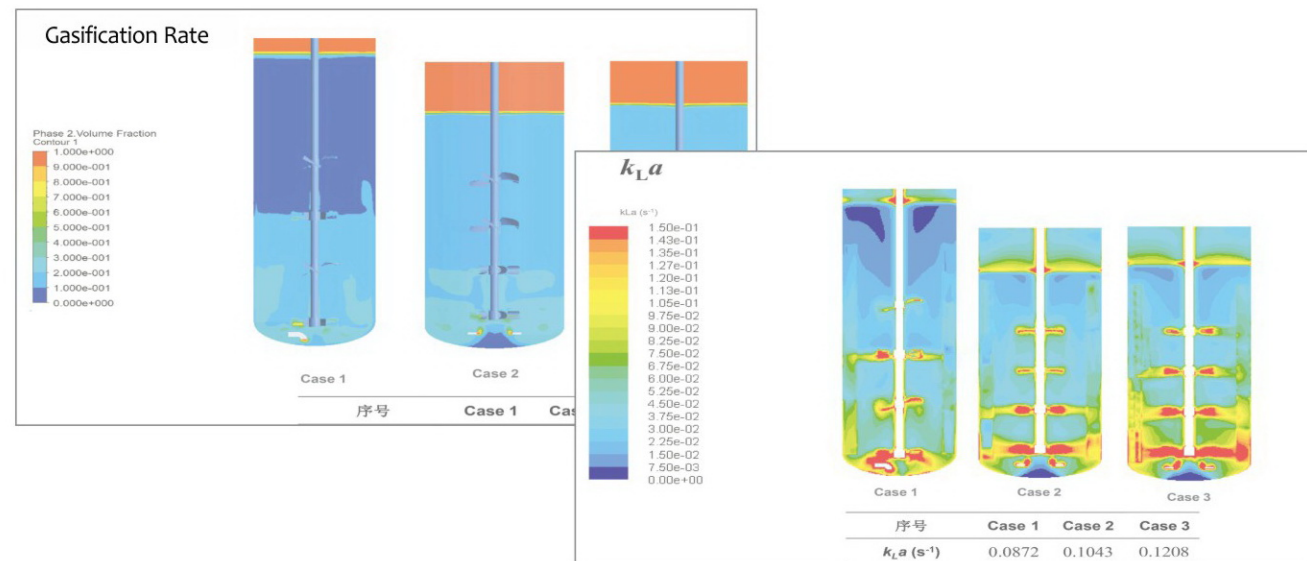 Gasification Rate
Phase 2.Volume Fraction
Contour 1
1.000e+000
9.000e-001
8.000e-001
7.000e-001
6.000e-001
5.000e-001
4.000e-001
3.000e-001
2.000e-001
1.000e-001
0.000e+000
Case 1
Case 2
序号 Case 1 Cas
kLa
kLa (s⁻¹)
1.50e-01
1.43e-01
1.35e-01
1.27e-01
1.20e-01
1.13e-01
1.05e-01
9.75e-02
9.00e-02
8.25e-02
7.50e-02
6.75e-02
6.00e-02
4.50e-02
3.75e-02
3.00e-02
2.25e-02
1.50e-02
7.50e-03
0.00e+00
Case 1
Case 2
Case 3
序号 Case 1 Case 2 Case 3
kLa (s⁻¹) 0.0872 0.1043 0.1208